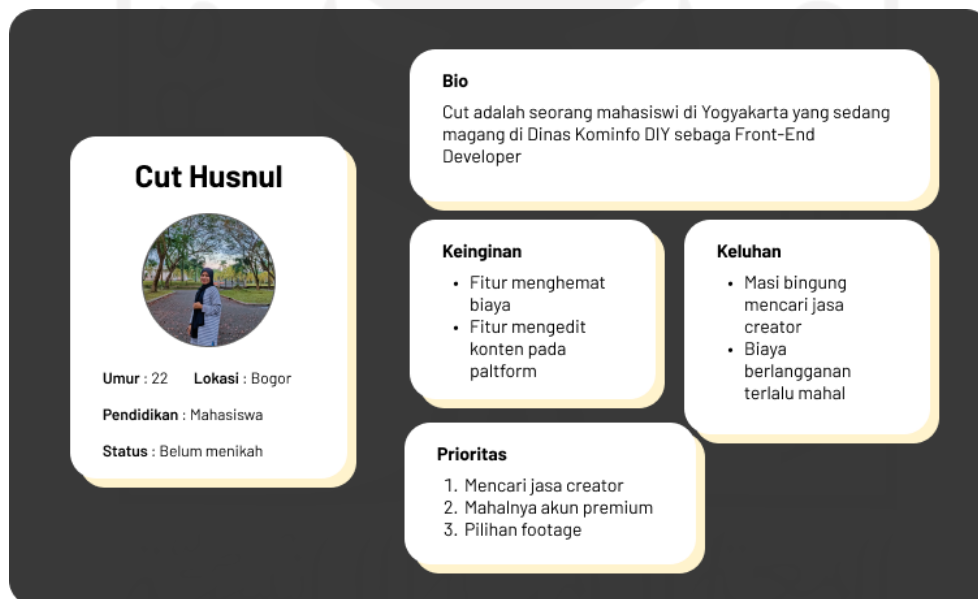 Cut Husnul
Umur : 22 Lokasi : Bogor
Pendidikan : Mahasiswa
Status : Belum menikah
Bio
Cut adalah seorang mahasiswi di Yogyakarta yang sedang
magang di Dinas Kominfo DIY sebaga Front-End
Developer
Keinginan
• Fitur menghemat
biaya
• Fitur mengedit
konten pada
paltform
Keluhan
• Masi bingung
mencari jasa
creator
• Biaya
berlangganan
terlalu mahal
Prioritas
1. Mencari jasa creator
2. Mahalnya akun premium
3. Pilihan footage